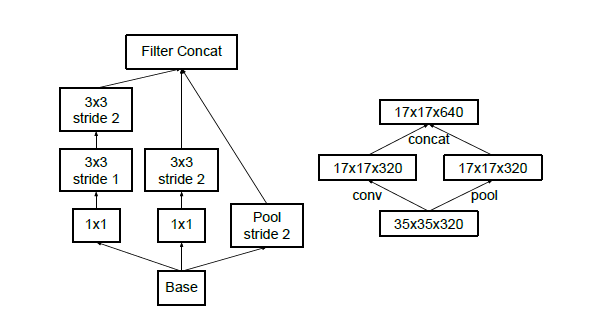 Filter Concat
3x3
stride 2
3x3
stride 1
3x3
stride 2
1x1
1x1
Pool
stride 2
Base
17x17x640
concat
17x17x320
17x17x320
conv
pool
35x35x320